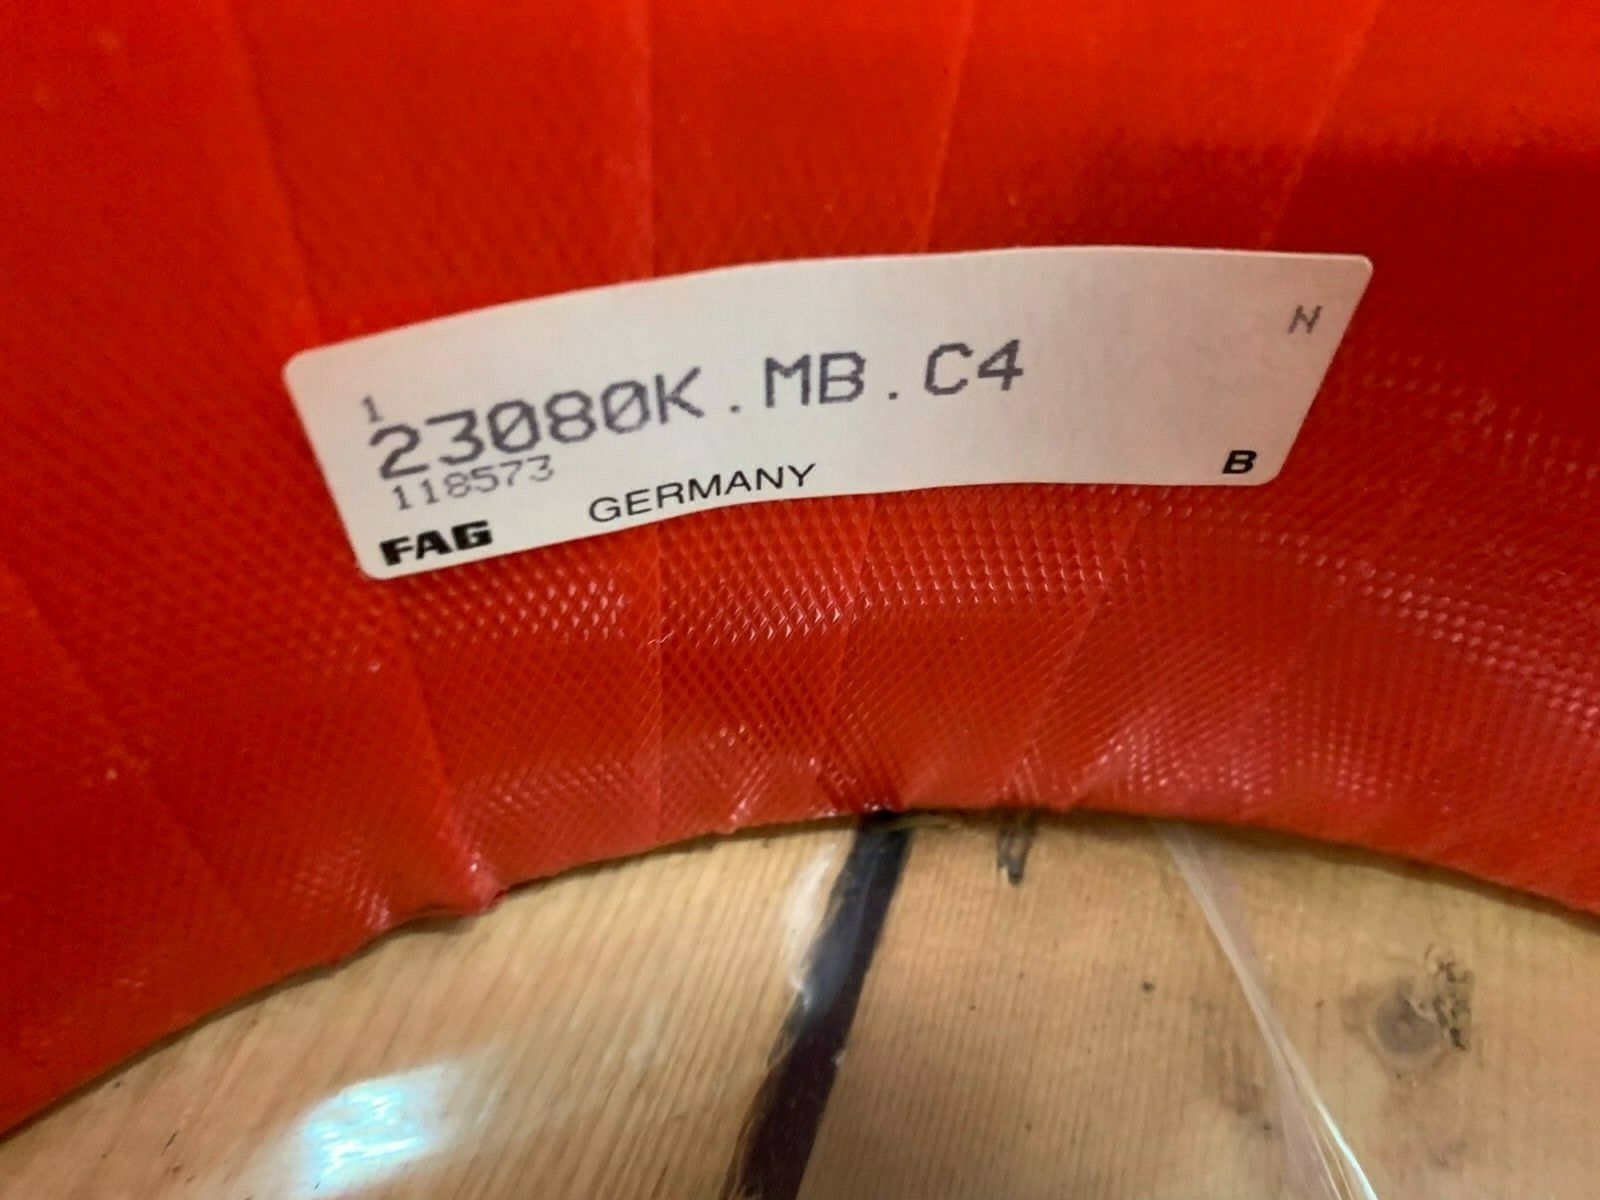 N
1
23080K.MB.C4
118573
FAG GERMANY B